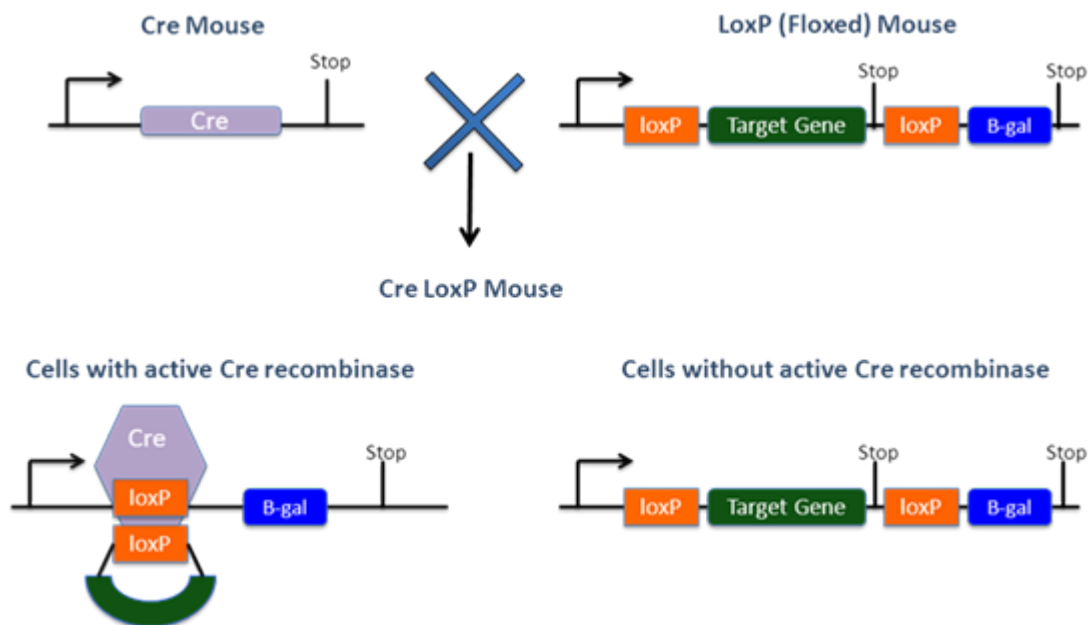 Cre Mouse
LoxP (Floxed) Mouse
Stop
Stop
Stop
Cre
loxP
Target Gene
loxP
B-gal
Cre LoxP Mouse
Cells with active Cre recombinase
Cells without active Cre recombinase
Cre
Stop
Stop
Stop
loxP
B-gal
loxP
Target Gene
loxP
B-gal
loxP